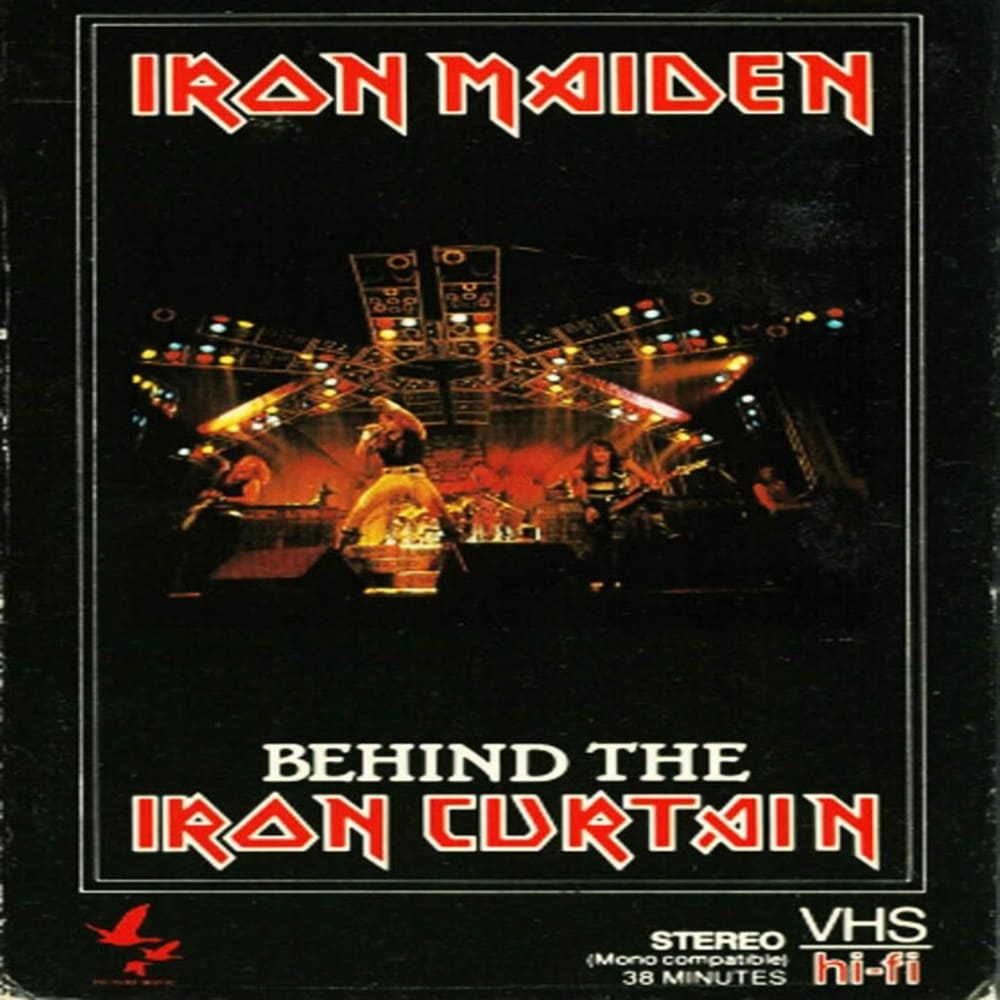 IRON MAIDEN
BEHIND THE
IRON CURTAIN
STEREO
(Mono compatible)
38 MINUTES
VHS
hi-fi